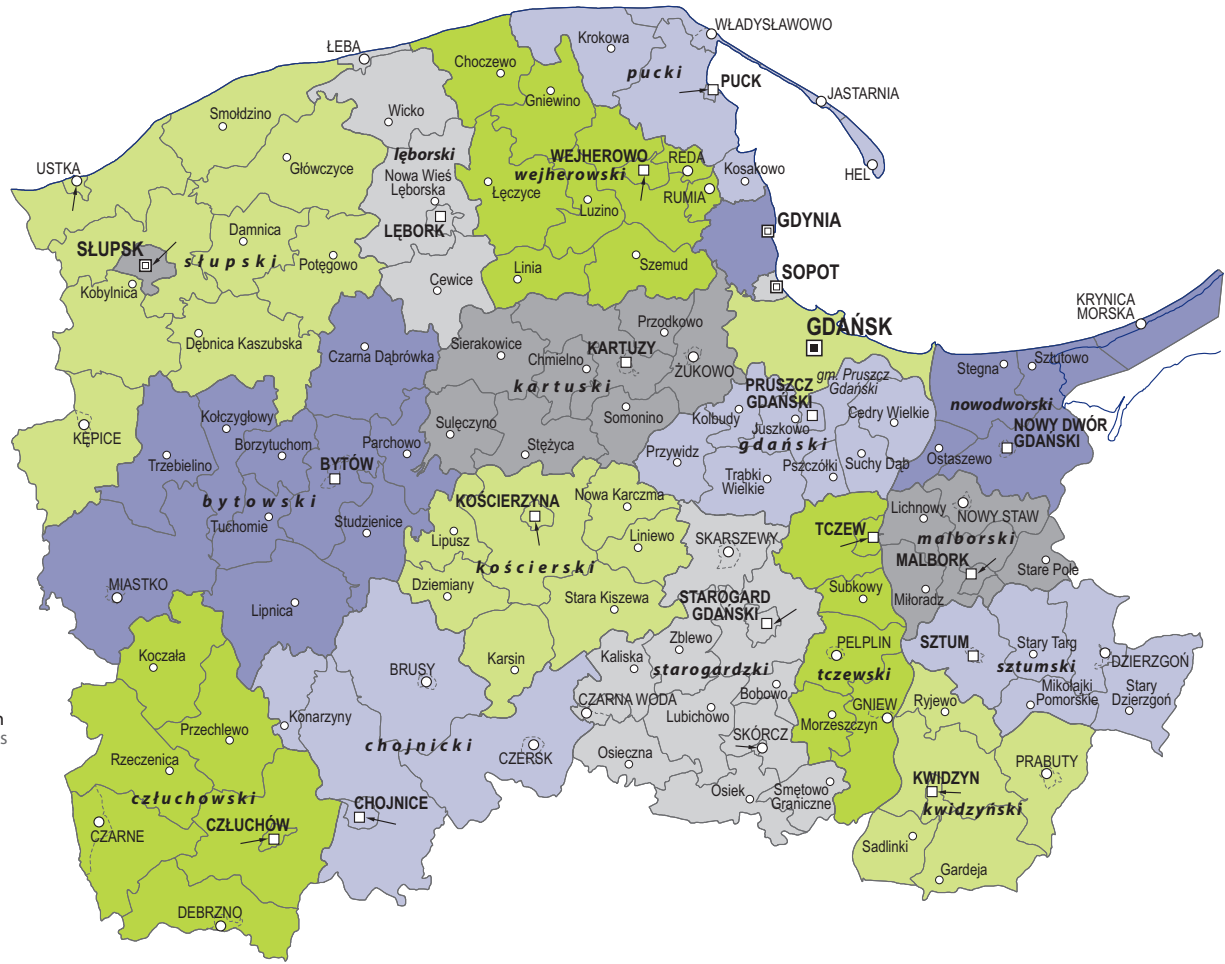 WŁADYSŁAWOWO
Krokowa
ŁEBA
Choczewo
pucki
PUCK
Gniewino
JASTARNIA
Smołdzino
Wicko
Główczyce
lęborski
WEJHEROWO
REDA
wejherowski
Nowa Wieś
Lęborska
Kosakowo
HEL
USTKA
Łęczyce
RUMIA
Luzino
GDYNIA
Damnica
LĘBORK
SŁUPSK
słupski
Potęgowo
Linia
Szemud
SOPOT
Kobylnica
Cewice
KRYNICA
MORSKA
Przodkowo
GDAŃSK
Dębnica Kaszubska
Czarna Dąbrówka
Sierakowice
Chmielno
KARTUZY
ŻUKOWO
kartuski
Stegna
Sztutowo
gm. Pruszcz
Gdański
PRUSZCZ
GDAŃSKI
nowodworski
Kołczygłowy
Sulęczyno
Somonino
Kolbudy
Juszkowo
Cedry Wielkie
KĘPICE
Borzytuchom
Parchowo
Stężyca
gdański
NOWY DWÓR
GDAŃSKI
Trzebielino
BYTÓW
Przywidz
Pszczółki
Suchy Dąb
Ostaszewo
Trąbki
Wielkie
bytowski
KOŚCIERZYNA
Nowa Karczma
Tuchomie
Studzienice
Lichnowy
NOWY STAW
TCZEW
malborski
Lipusz
Liniewo
SKARSZEWY
MALBORK
Stare Pole
kościerski
MIASTKO
Dziemiany
Subkowy
Miłoradz
Lipnica
Stara Kiszewa
STAROGARD
GDAŃSKI
Zblewo
PELPLIN
SZTUM
Stary Targ
DZIERZGOŃ
Koczała
BRUSY
Karsin
Kaliska
starogardzki
tczewski
sztumski
Bobowo
Mikołajki
Pomorskie
Stary
Dzierzgoń
CZARNA WODA
Lubichowo
GNIEW
Ryjewo
Konarzyny
Przechlewo
Morzeszczyn
chojnicki
CZERSK
SKÓRCZ
Rzeczenica
Osieczna
PRABUTY
człuchowski
KWIDZYN
Osiek
Smętowo
Graniczne
CHOJNICE
kwidzyński
CZARNE
CZŁUCHÓW
Sadlinki
Gardeja
DEBRZNO
n
s